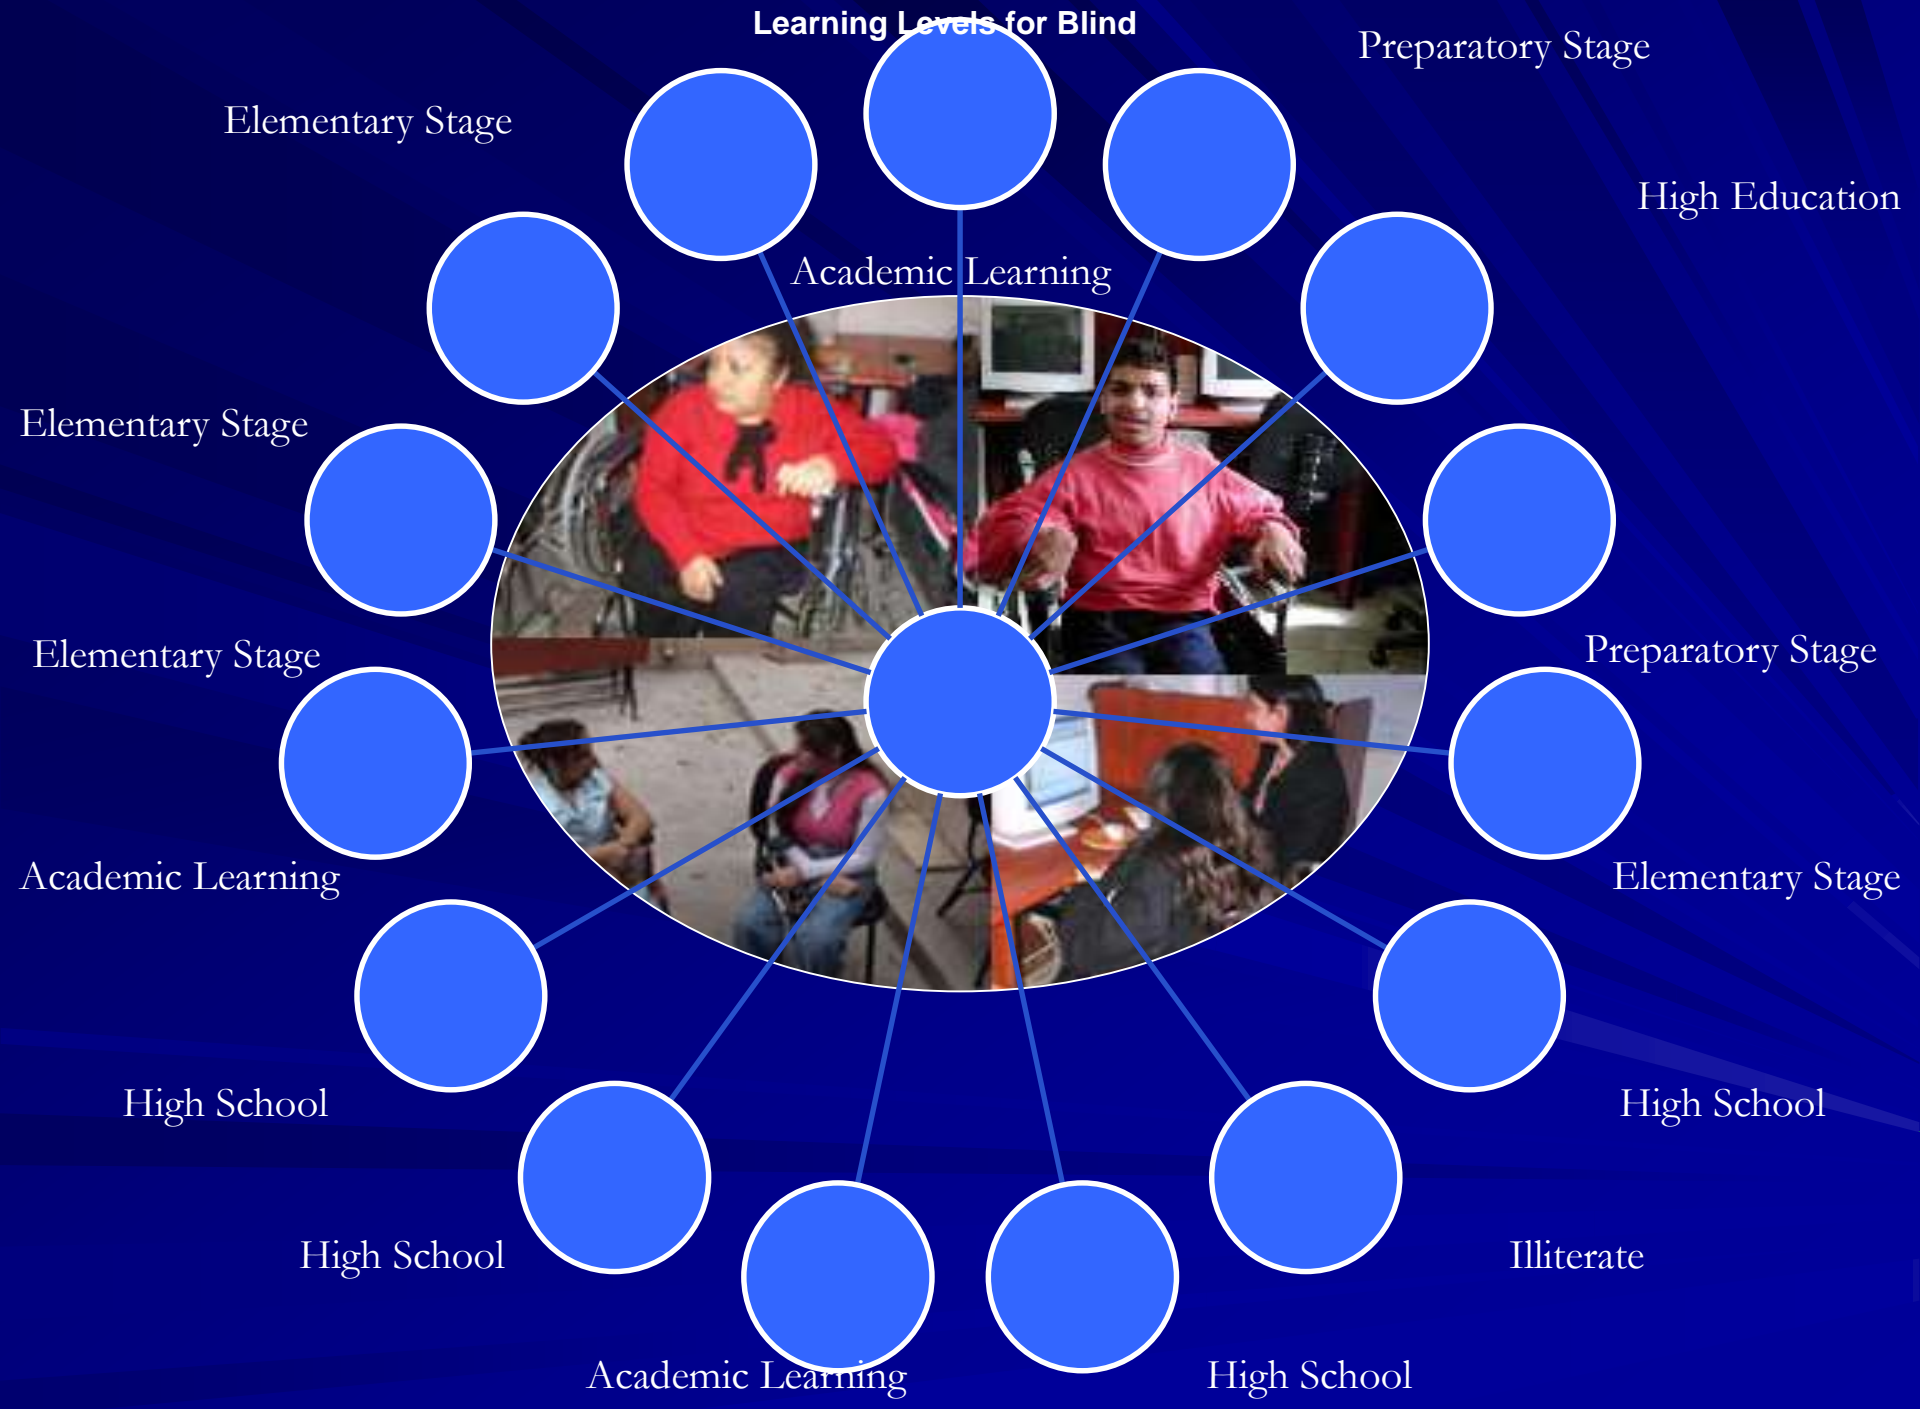 Learning Levels for Blind
Preparatory Stage
Elementary Stage
High Education
Academic Learning
Elementary Stage
Preparatory Stage
Elementary Stage
Academic Learning
Elementary Stage
High School
High School
High School
Illiterate
Academic Learning
High School